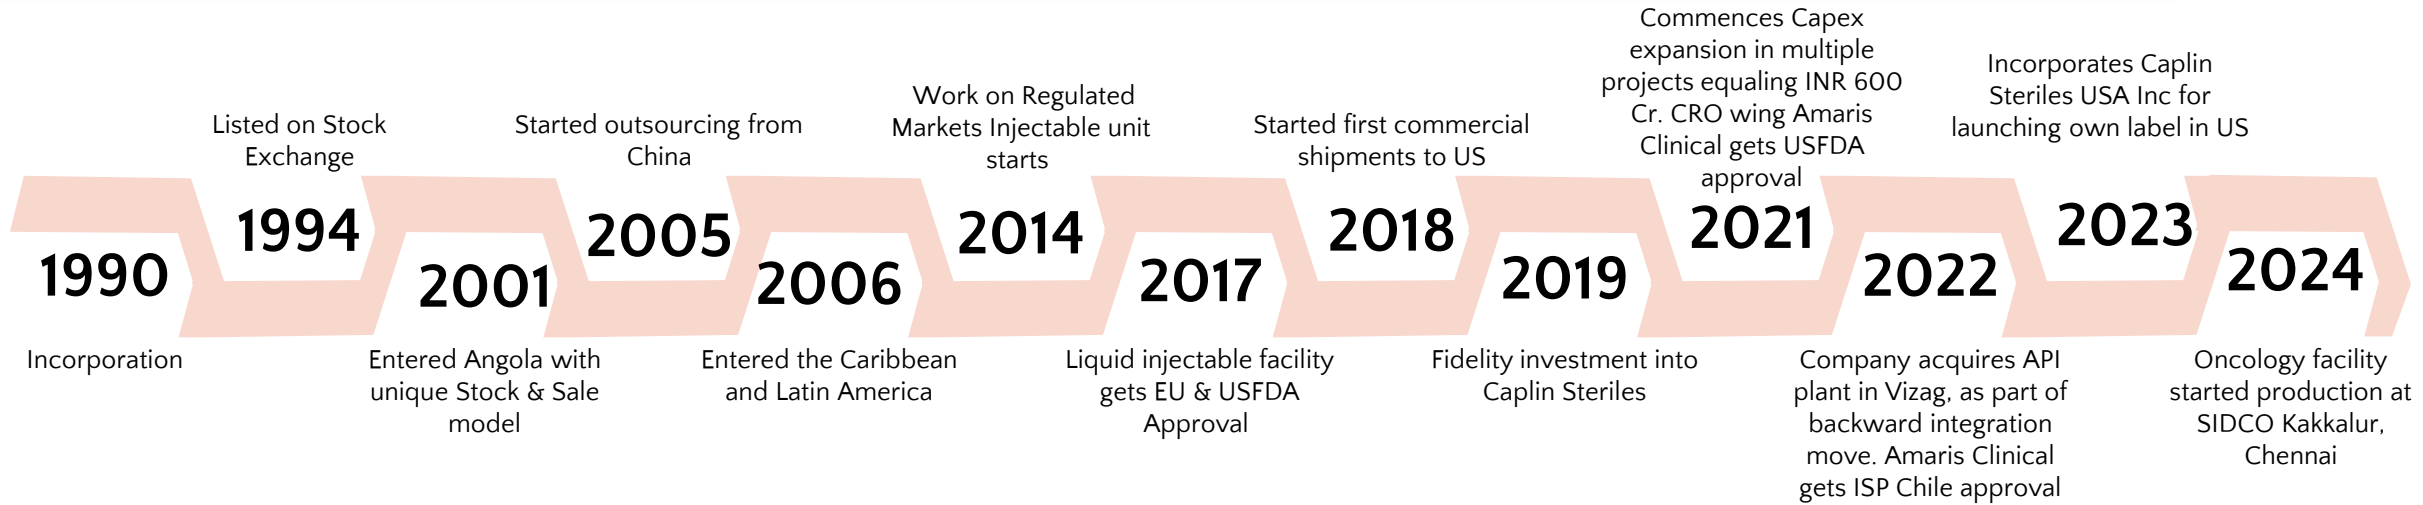 1990
Incorporation
Listed on Stock
Exchange
1994
2001
Entered Angola with
unique Stock & Sale
model
Started outsourcing from
China
2005
2006
Entered the Caribbean
and Latin America
Work on Regulated
Markets Injectable unit
starts
2014
2017
Liquid injectable facility
gets EU & USFDA
Approval
Started first commercial
shipments to US
2018
2019
Fidelity investment into
Caplin Steriles
Commences Capex
expansion in multiple
projects equaling INR 600
Cr. CRO wing Amaris
Clinical gets USFDA
approval
2021
2022
Company acquires API
plant in Vizag, as part of
backward integration
move. Amaris Clinical
gets ISP Chile approval
Incorporates Caplin
Steriles USA Inc for
launching own label in US
2023
2024
Oncology facility
started production at
SIDCO Kakkalur,
Chennai